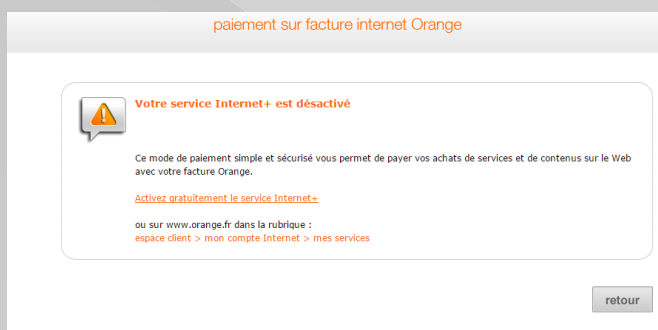 paiement sur facture internet Orange
Votre service Internet+ est désactivé
Ce mode de paiement simple et sécurisé vous permet de payer vos achats de services et de contenus sur le Web
avec votre facture Orange.
Activez gratuitement le service Internet+
ou sur www.orange.fr dans la rubrique :
espace client > mon compte Internet > mes services
retour